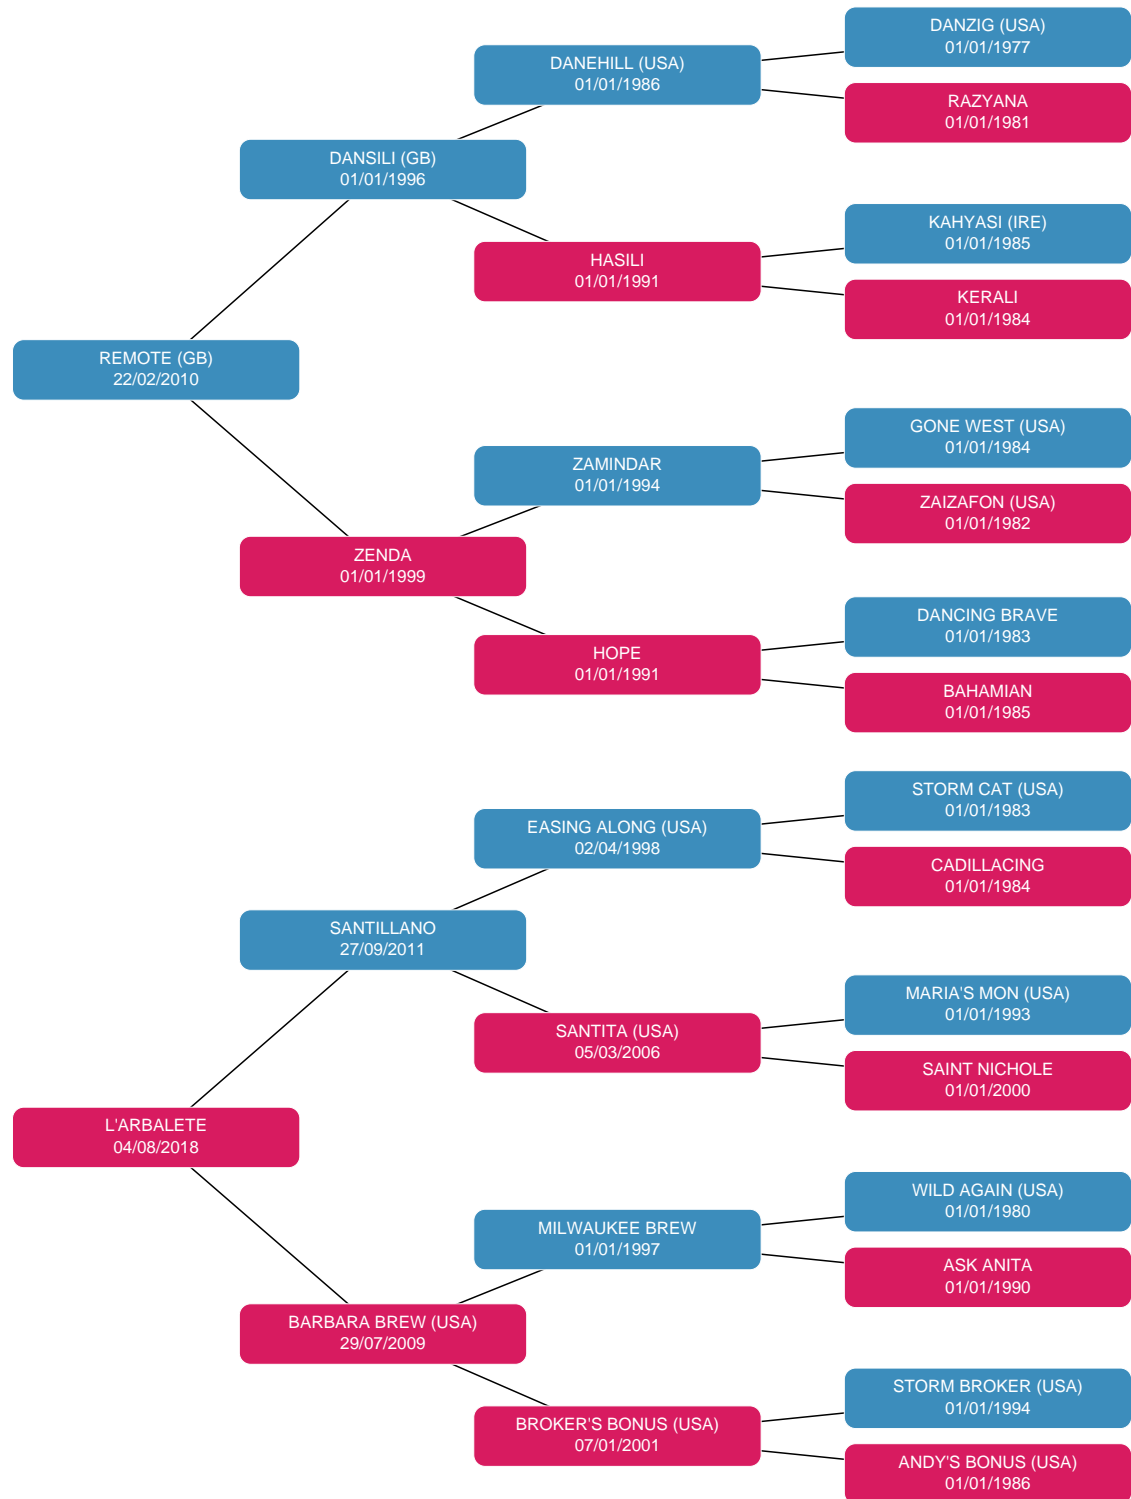 DANZIG (USA)
01/01/1977
DANEHILL (USA)
01/01/1986
RAZYANA
01/01/1981
DANSILI (GB)
01/01/1996
KAHYASI (IRE)
01/01/1985
HASILI
01/01/1991
KERALI
01/01/1984
REMOTE (GB)
22/02/2010
GONE WEST (USA)
01/01/1984
ZAMINDAR
01/01/1994
ZAIZAFON (USA)
01/01/1982
ZENDA
01/01/1999
DANCING BRAVE
01/01/1983
HOPE
01/01/1991
BAHAMIAN
01/01/1985
STORM CAT (USA)
01/01/1983
EASING ALONG (USA)
02/04/1998
CADILLACING
01/01/1984
SANTILLANO
27/09/2011
MARIA'S MON (USA)
01/01/1993
SANTITA (USA)
05/03/2006
SAINT NICHOLE
01/01/2000
L'ARBALETE
04/08/2018
WILD AGAIN (USA)
01/01/1980
MILWAUKEE BREW
01/01/1997
ASK ANITA
01/01/1990
BARBARA BREW (USA)
29/07/2009
STORM BROKER (USA)
01/01/1994
BROKER'S BONUS (USA)
07/01/2001
ANDY'S BONUS (USA)
01/01/1986